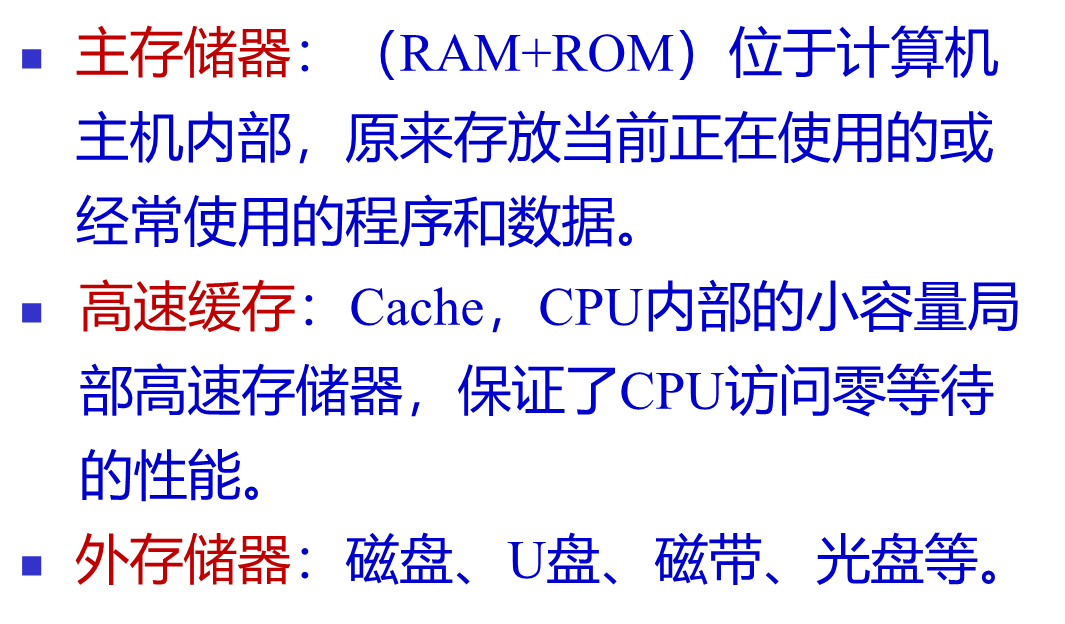 ▪ 主存储器：（RAM+ROM）位于计算机
主机内部，原来存放当前正在使用的或
经常使用的程序和数据。
▪ 高速缓存：Cache，CPU内部的小容量局
部高速存储器，保证了CPU访问零等待
的性能。
▪ 外存储器：磁盘、U盘、磁带、光盘等。